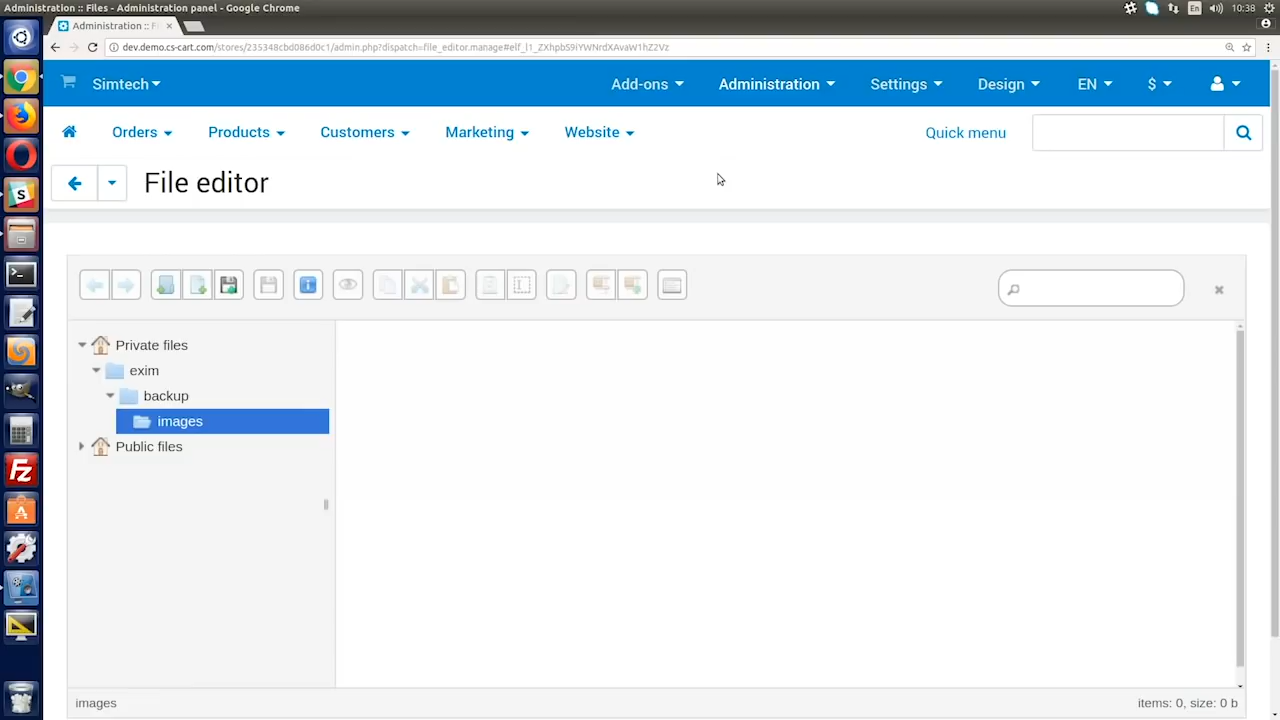 Administration :: Files - Administration panel - Google Chrome
En 10:38
Administration :: F
dev.demo.cs-cart.com/stores/235348cbd086d0c1/admin.php?dispatch=file_editor.manage#elf_l1_ZXhpbS9iYWNrdXAvaW1hZ2Vz
Simtech Add-ons Administration Settings Design EN $
Orders Products Customers Marketing Website Quick menu
File editor
Private files
exim
backup
images
Public files
images items: 0, size: 0 b